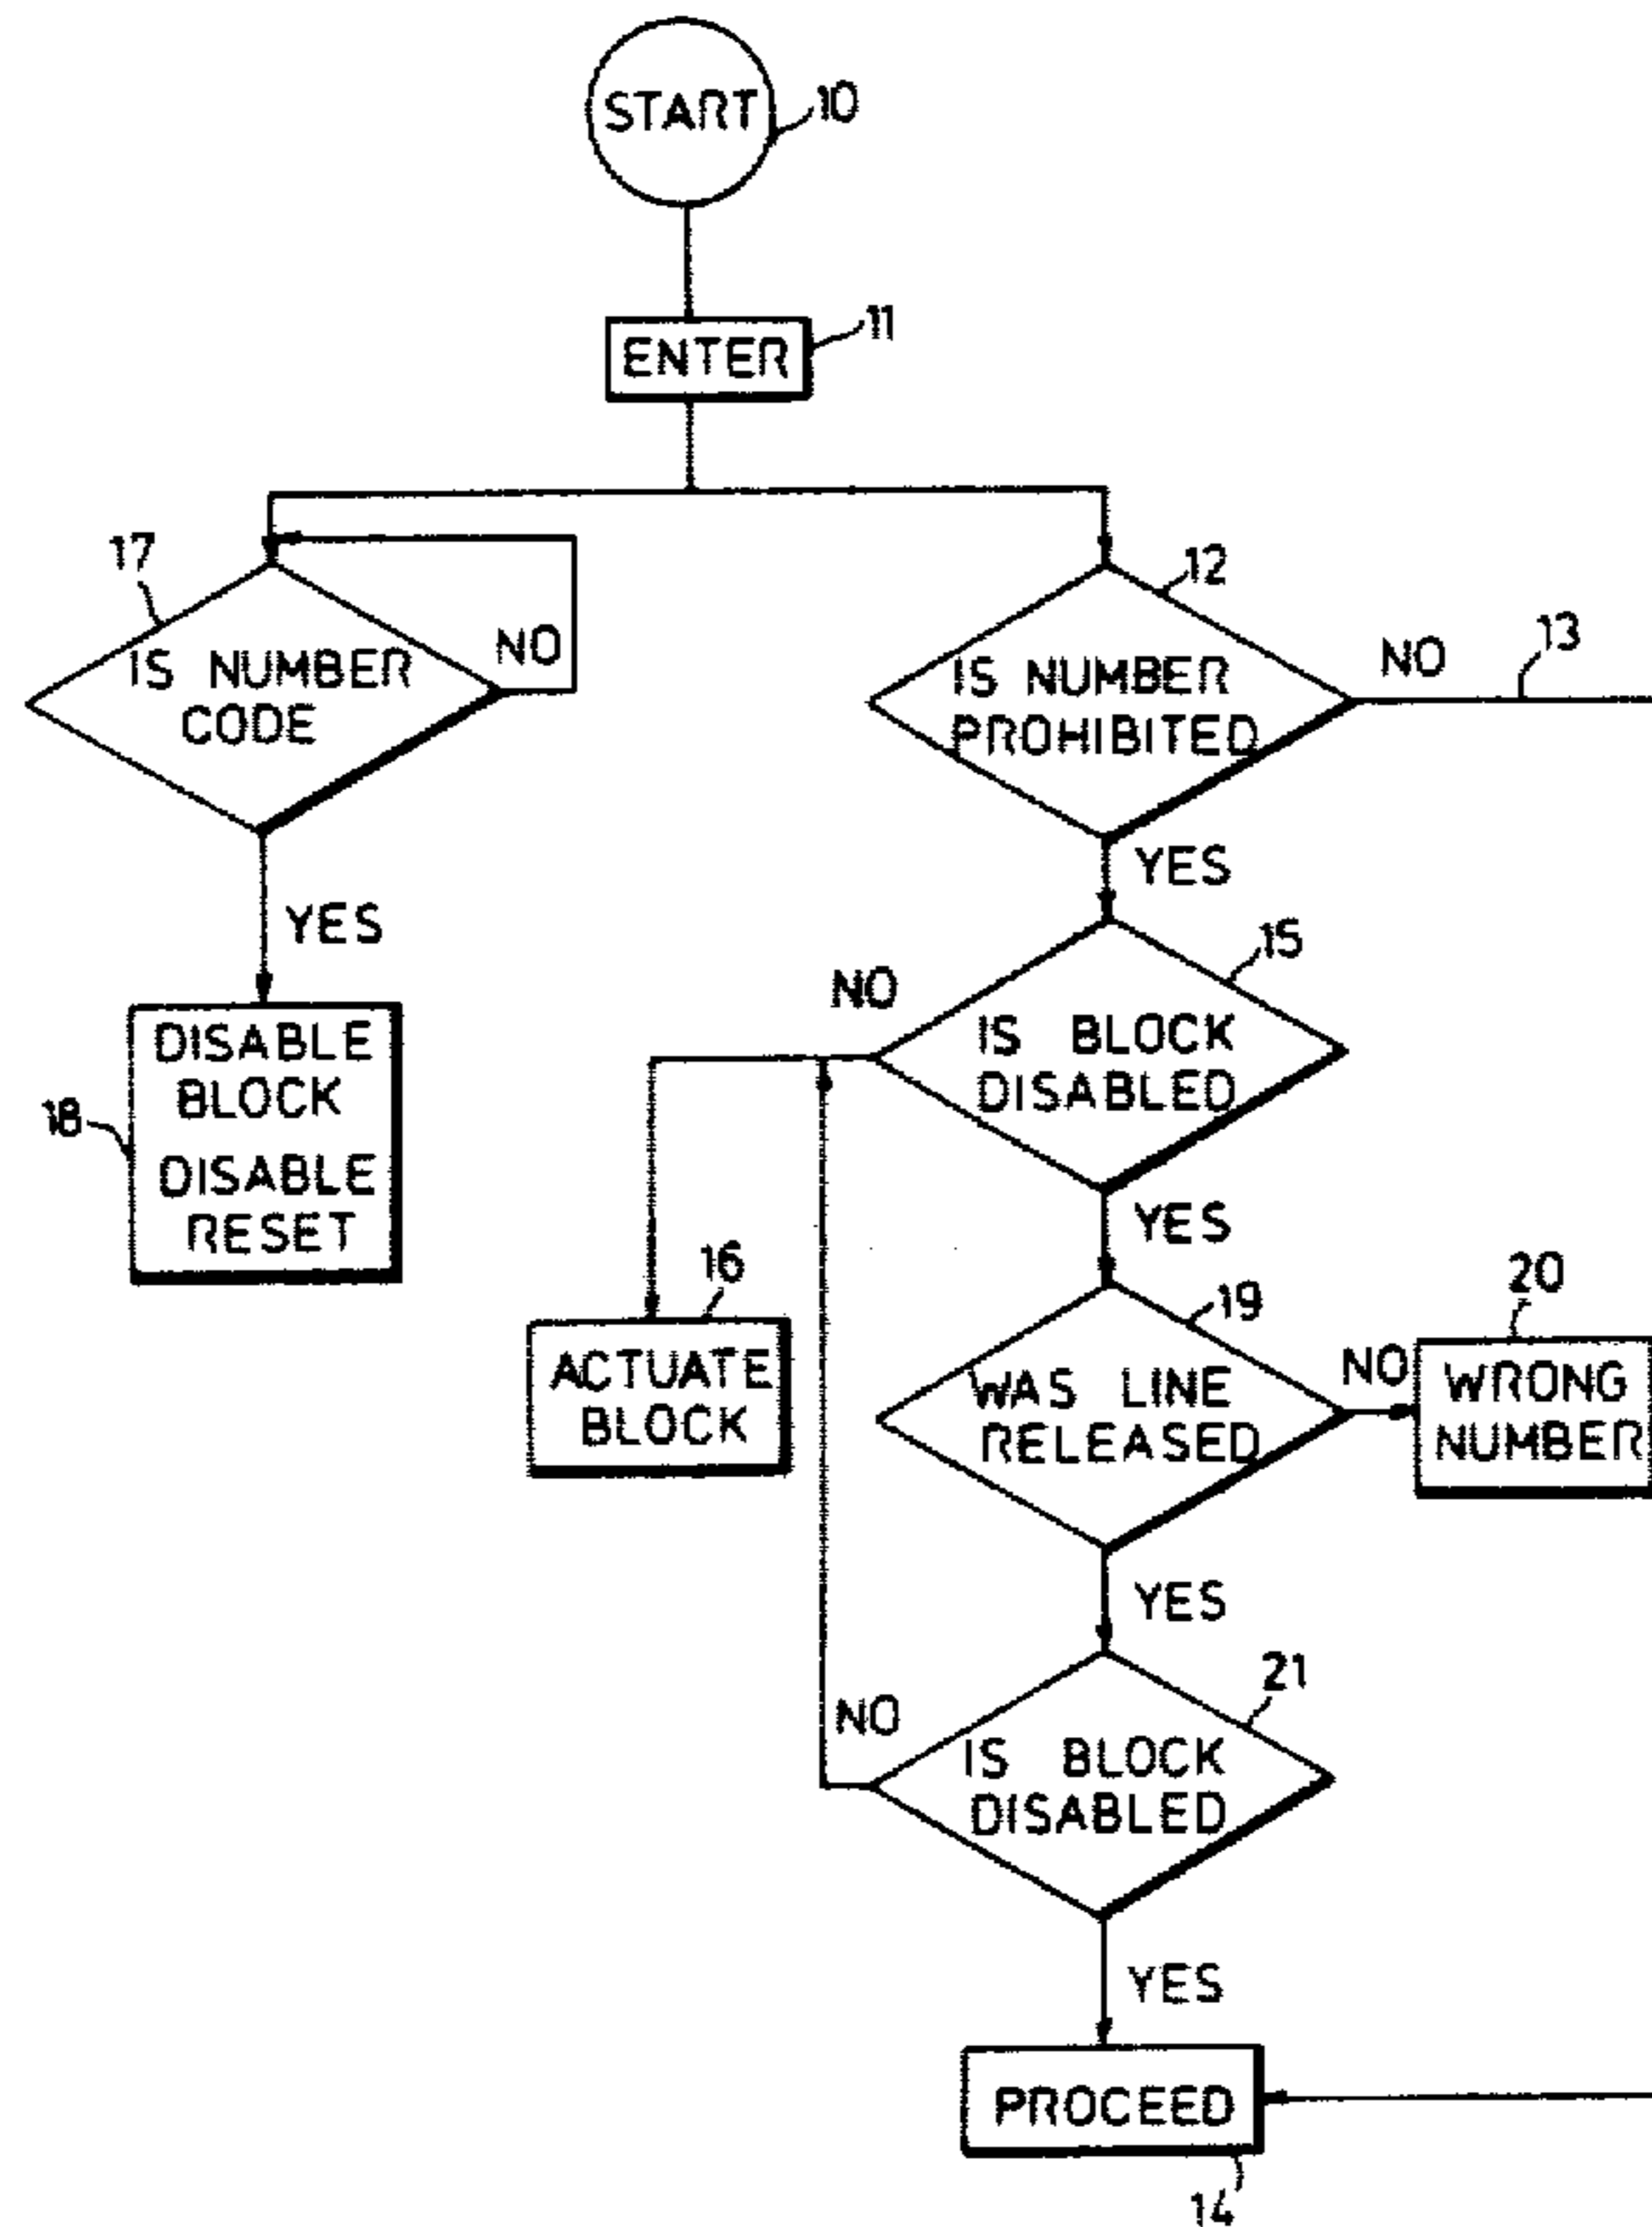 START
10
ENTER
11
17
IS NUMBER
CODE
NO
12
IS NUMBER
PROHIBITED
NO
13
YES
YES
DISABLE
BLOCK
DISABLE
RESET
18
15
NO
IS BLOCK
DISABLED
YES
16
ACTUATE
BLOCK
19
WAS LINE
RELEASED
NO
20
WRONG
NUMBER
YES
21
NO
IS BLOCK
DISABLED
YES
PROCEED
14